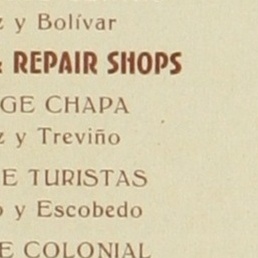 z y Bolívar
& REPAIR SHOPS
GE CHAPA
z y Treviño
E TURISTAS
o y Escobedo
E COLONIAL